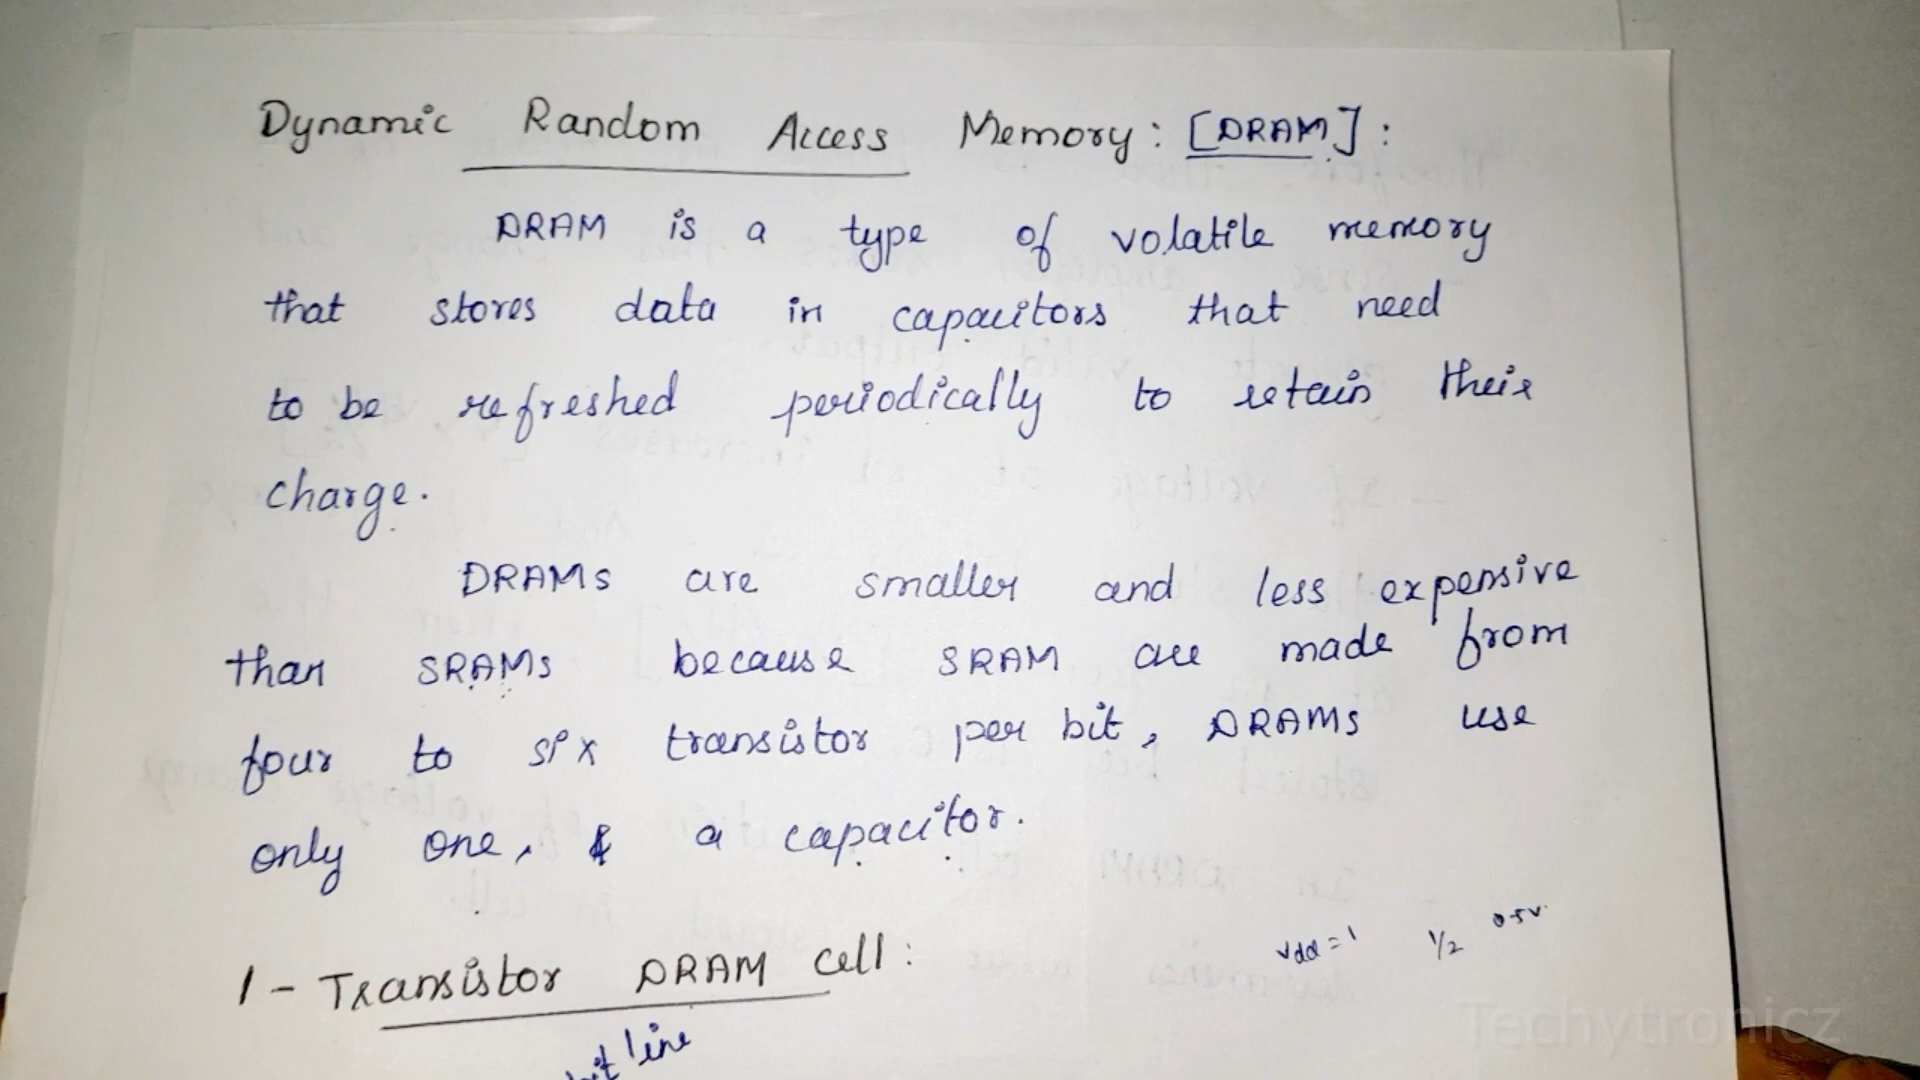 Dynamic Random Access Memory: [DRAM]:
DRAM is a type of volatile memory
that stores data in capacitors that need
to be refreshed periodically to retain their
charge.
DRAMs are smaller and less expensive
than SRAMs because SRAM are made from
four to six transistor per bit, DRAMs use
only one, & a capacitor.
Vdd = 1 1/2 0.5V.
1 - Transistor DRAM Cell:
bit line
Techytronicz